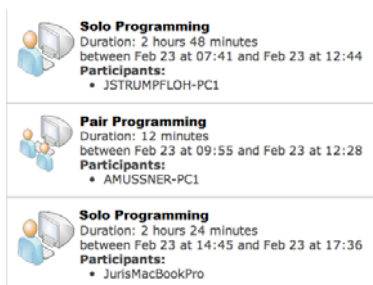 Solo Programming
Duration: 2 hours 48 minutes
between Feb 23 at 07:41 and Feb 23 at 12:44
Participants:
• JSTRUMPFLOH-PC1
Pair Programming
Duration: 12 minutes
between Feb 23 at 09:55 and Feb 23 at 12:28
Participants:
• AMUSSNER-PC1
Solo Programming
Duration: 2 hours 24 minutes
between Feb 23 at 14:45 and Feb 23 at 17:36
Participants:
• JurisMacBookPro